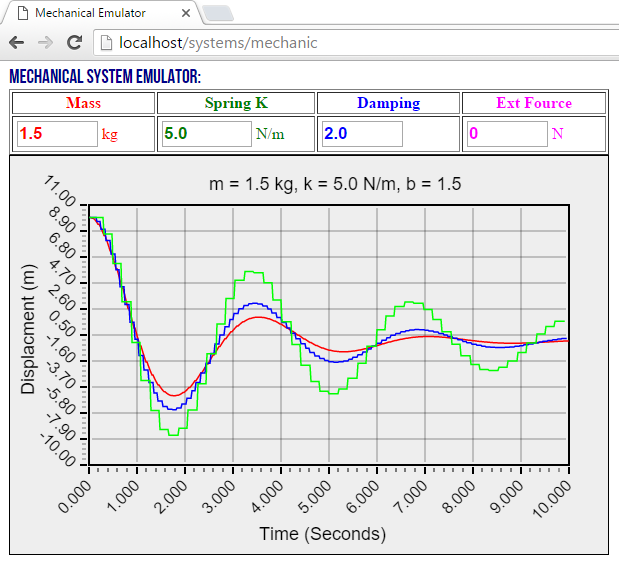 Mechanical Emulator
localhost/systems/mechanic
MECHANICAL SYSTEM EMULATOR:
Mass Spring K Damping Ext Fource
1.5 kg 5.0 N/m 2.0 0 N
m = 1.5 kg, k = 5.0 N/m, b = 1.5
11.00
8.90
6.80
4.70
2.60
0.50
-1.60
-3.70
-5.80
-7.90
-10.00
Displacment (m)
0.000 1.000 2.000 3.000 4.000 5.000 6.000 7.000 8.000 9.000 10.000
Time (Seconds)